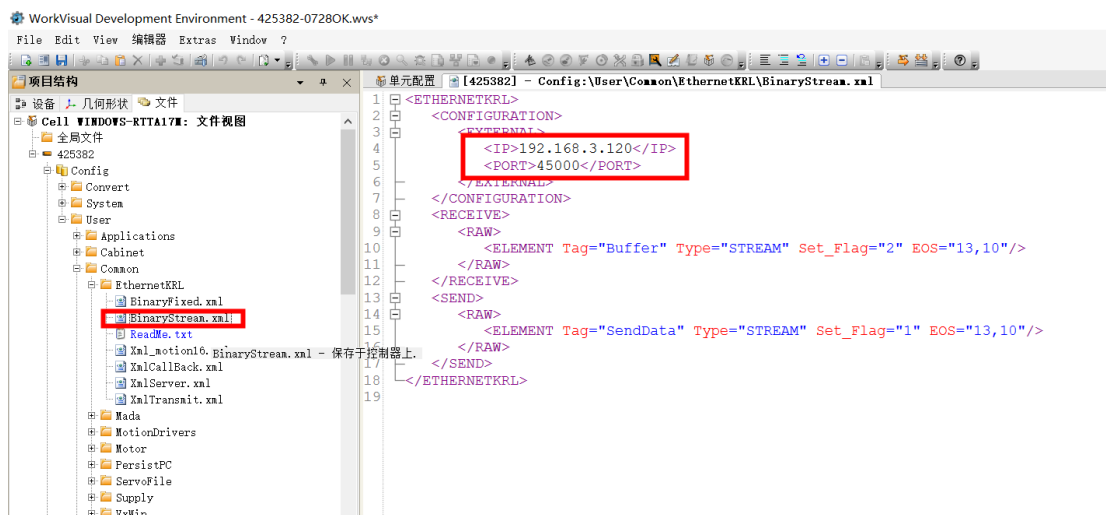 WorkVisual Development Environment - 425382-0728OK.wvs*
File Edit View 编辑器 Extras Window ?
项目结构
单元配置 [425382] - Config:\User\Common\EthernetKRL\BinaryStream.xml
设备 几何形状 文件
Cell WINDOWS-RTTA17M: 文件视图
全局文件
425382
Config
Convert
System
User
Applications
Cabinet
Common
EthernetKRL
BinaryFixed.xml
BinaryStream.xml
ReadMe.txt
Xml_motion16.
BinaryStream.xml - 保存于控制器上.
XmlCallBack.xml
XmlServer.xml
XmlTransmit.xml
Mada
MotionDrivers
Motor
PersistPC
ServoFile
Supply
VxWin
1 <ETHERNETKRL>
2 <CONFIGURATION>
3 <EXTERNAL>
4 <IP>192.168.3.120</IP>
5 <PORT>45000</PORT>
6 </EXTERNAL>
7 </CONFIGURATION>
8 <RECEIVE>
9 <RAW>
10 <ELEMENT Tag="Buffer" Type="STREAM" Set_Flag="2" EOS="13,10"/>
11 </RAW>
12 </RECEIVE>
13 <SEND>
14 <RAW>
15 <ELEMENT Tag="SendData" Type="STREAM" Set_Flag="1" EOS="13,10"/>
16 </RAW>
17 </SEND>
18 </ETHERNETKRL>
19